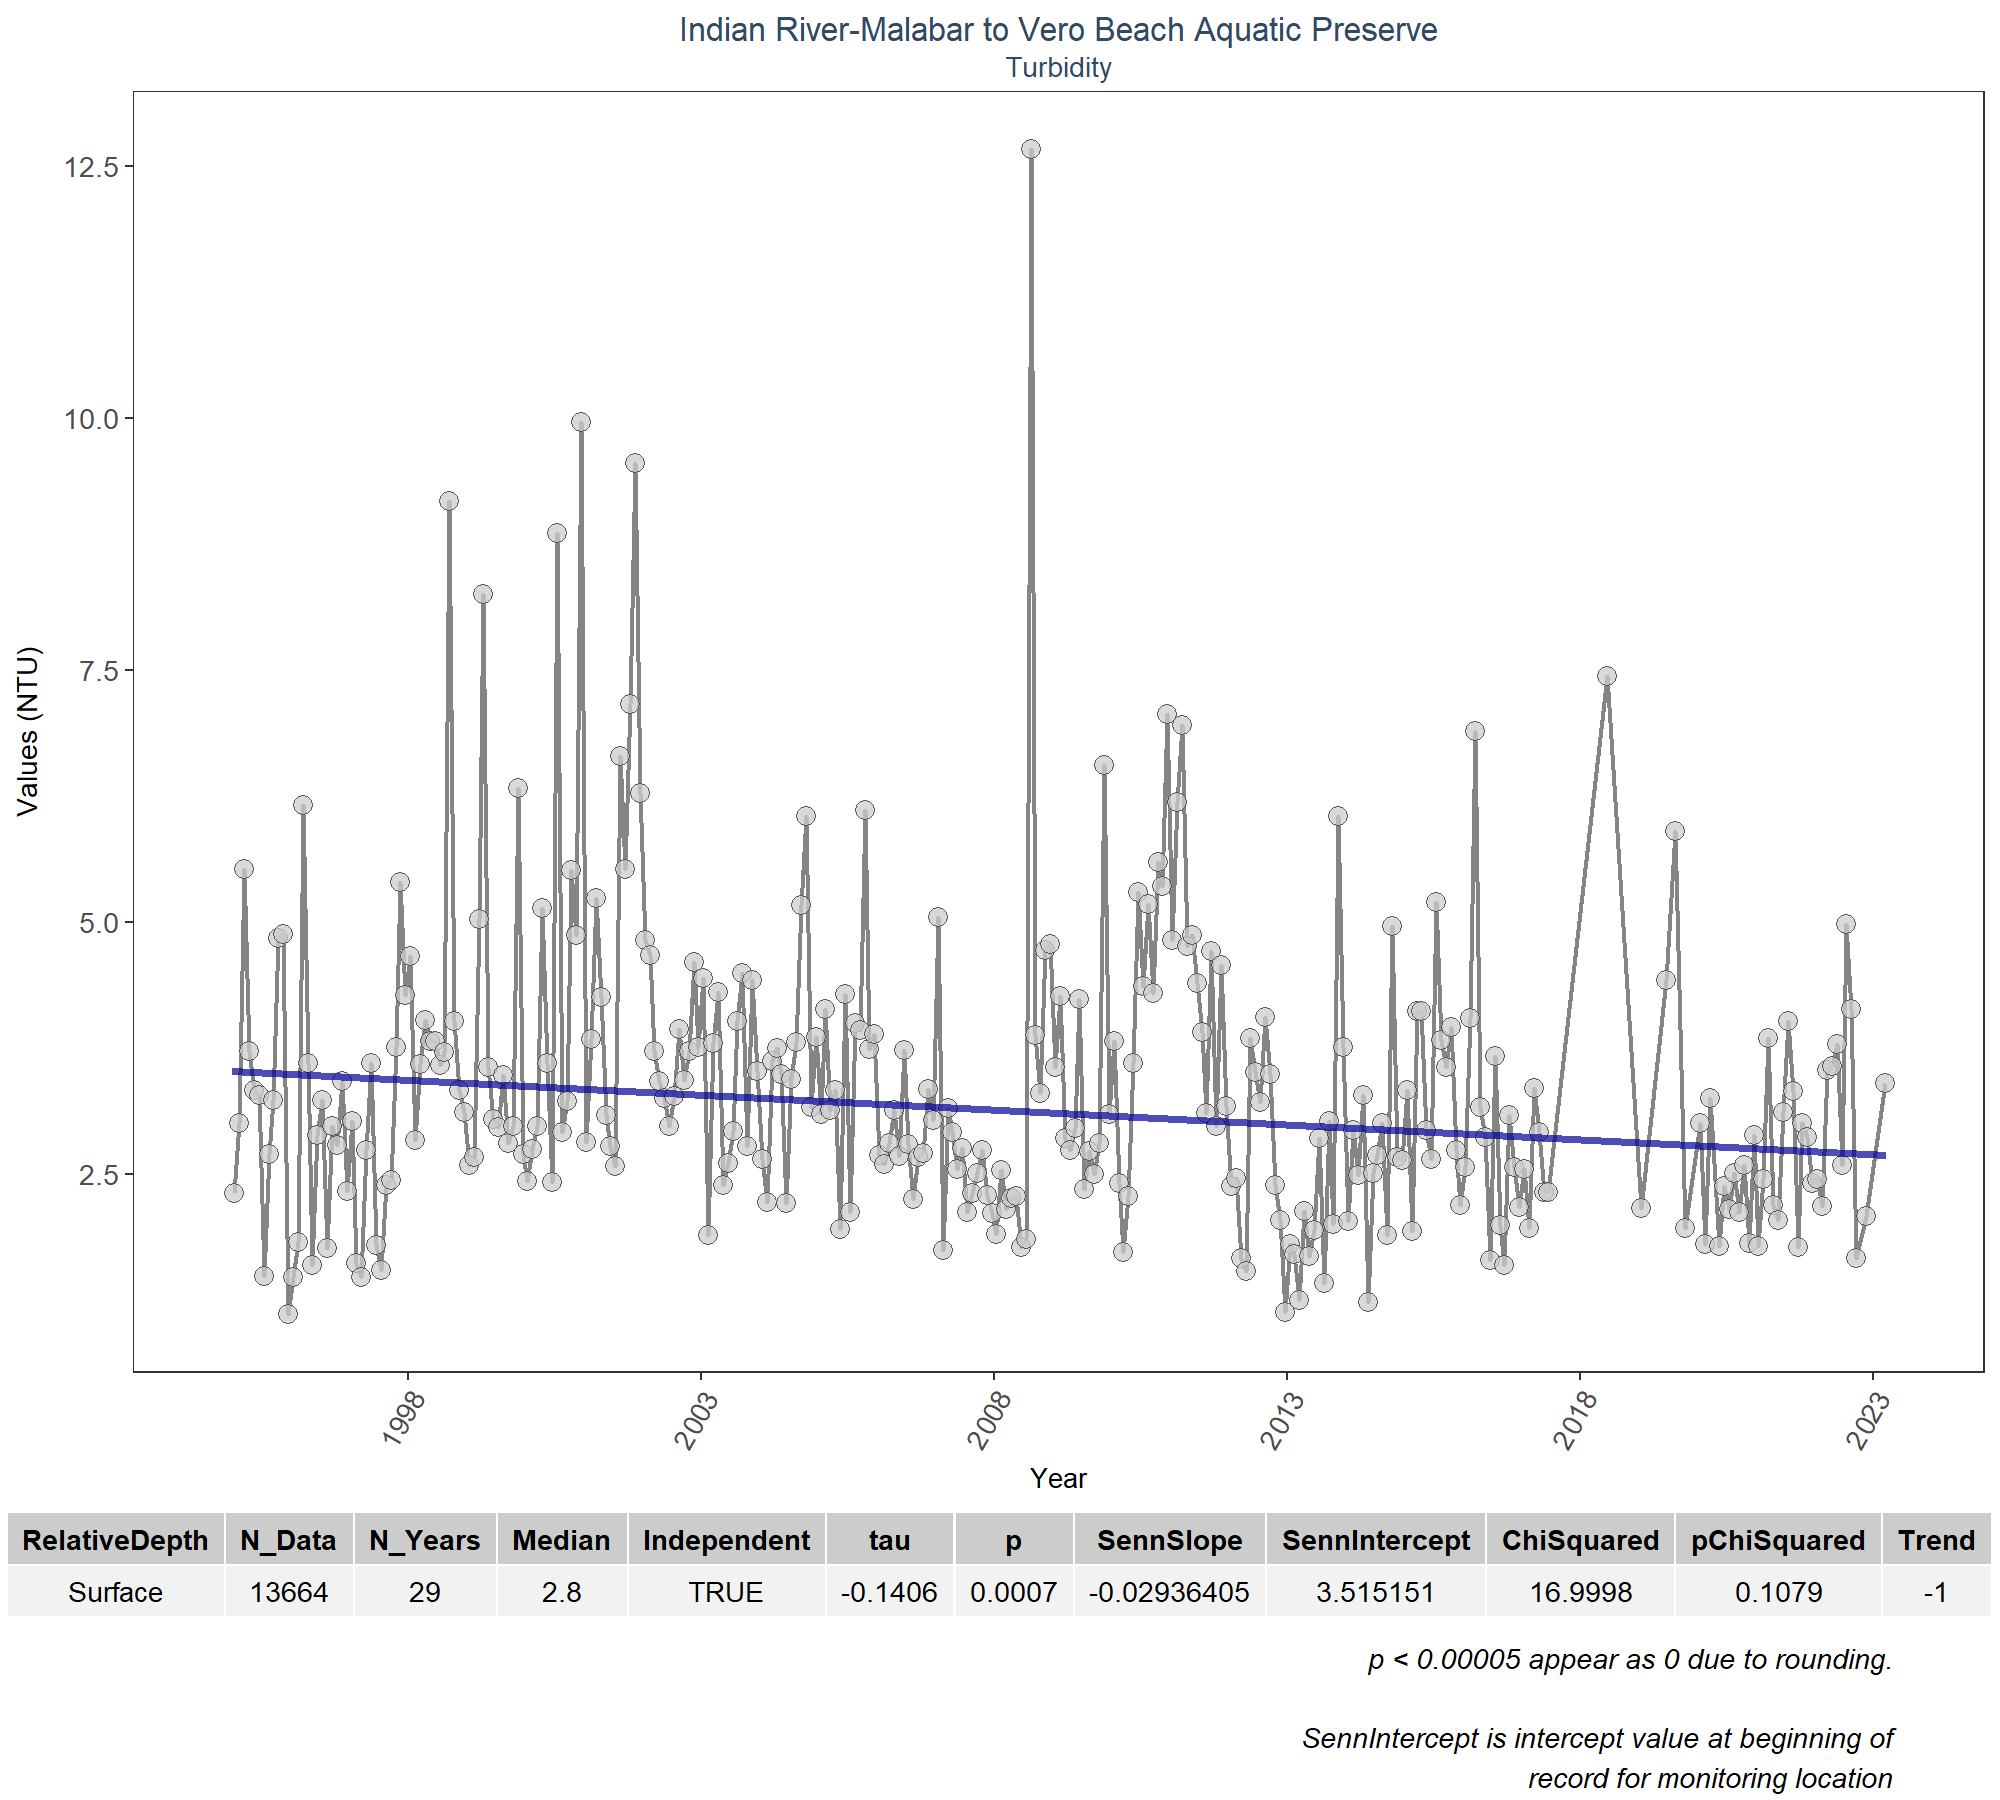 Indian River-Malabar to Vero Beach Aquatic Preserve
Turbidity
Values (NTU)
12.5
10.0
7.5
5.0
2.5
1998 2003 2008 2013 2018 2023
Year
RelativeDepth N_Data N_Years Median Independent tau p SennSlope SennIntercept ChiSquared pChiSquared Trend
Surface 13664 29 2.8 TRUE -0.1406 0.0007 -0.02936405 3.515151 16.9998 0.1079 -1
p < 0.00005 appear as 0 due to rounding.
SennIntercept is intercept value at beginning of
record for monitoring location